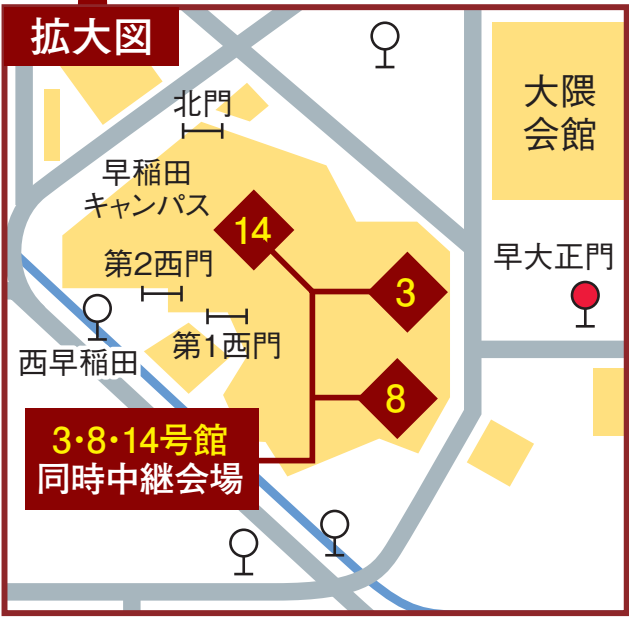 拡大図
大隈
会館
北門
早稲田
キャンパス
14
早大正門
第2西門
3
第1西門
西早稲田
8
3・8・14号館
同時中継会場